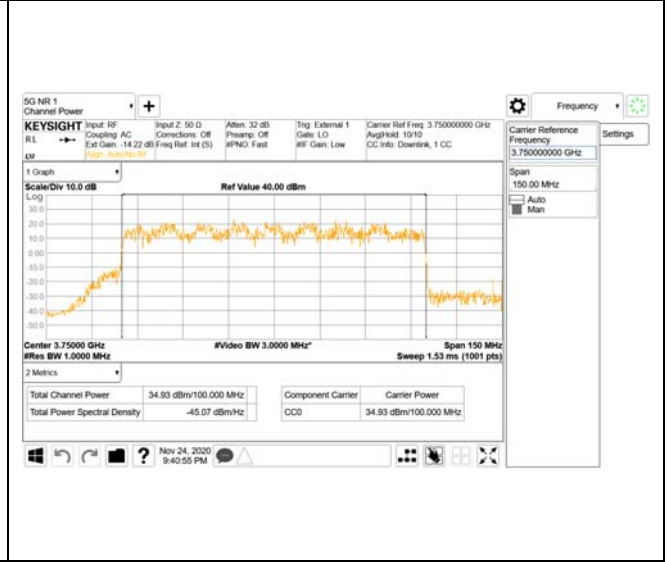 5G NR 1
Channel Power
Frequency
KEYSIGHT
RL
Input: RF
Coupling: AC
Ext Gain: -14.22 dB
Align: Auto/No RF
Input Z: 50 Ω
Corrections: Off
Freq Ref: Int (S)
Atten: 32 dB
Preamp: Off
#PNO: Fast
Trig: External 1
Gate: LO
#IF Gain: Low
Carrier Ref Freq: 3.750000000 GHz
Avg|Hold: 10/10
CC Info: Downlink, 1 CC
Carrier Reference
Frequency
3.750000000 GHz
Settings
Span
150.00 MHz
Auto
Man
1 Graph
Scale/Div 10.0 dB
Ref Value 40.00 dBm
Log
30.0
20.0
10.0
0.00
-10.0
-20.0
-30.0
-40.0
-50.0
Center 3.75000 GHz
#Video BW 3.0000 MHz*
Span 150 MHz
#Res BW 1.0000 MHz
Sweep 1.53 ms (1001 pts)
2 Metrics
Total Channel Power 34.93 dBm/100.000 MHz
Total Power Spectral Density -45.07 dBm/Hz
Component Carrier Carrier Power
CC0 34.93 dBm/100.000 MHz
?
Nov 24, 2020
9:40:55 PM